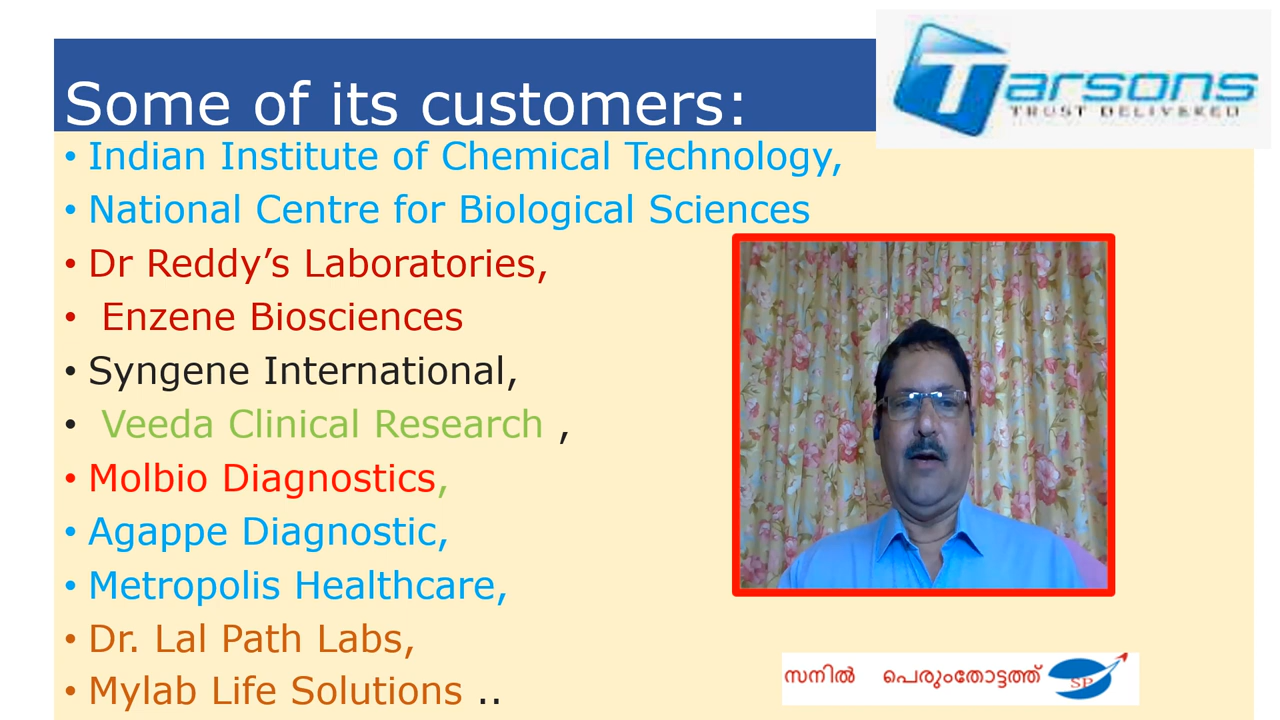 Some of its customers:
Tarsons
TRUST DELIVERED
• Indian Institute of Chemical Technology,
• National Centre for Biological Sciences
• Dr Reddy’s Laboratories,
• Enzene Biosciences
• Syngene International,
• Veeda Clinical Research ,
• Molbio Diagnostics,
• Agappe Diagnostic,
• Metropolis Healthcare,
• Dr. Lal Path Labs,
• Mylab Life Solutions ..
സനിൽ പെരുംതോട്ടത്ത് SP